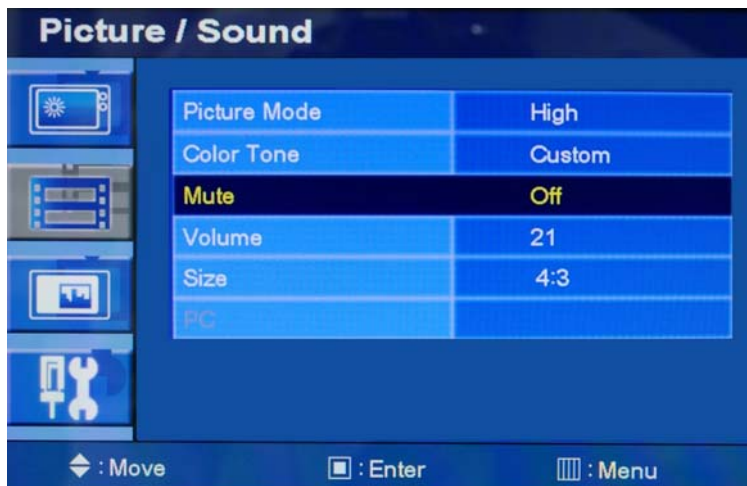 Picture / Sound
Picture Mode High
Color Tone Custom
Mute Off
Volume 21
Size 4:3
PC
: Move : Enter : Menu